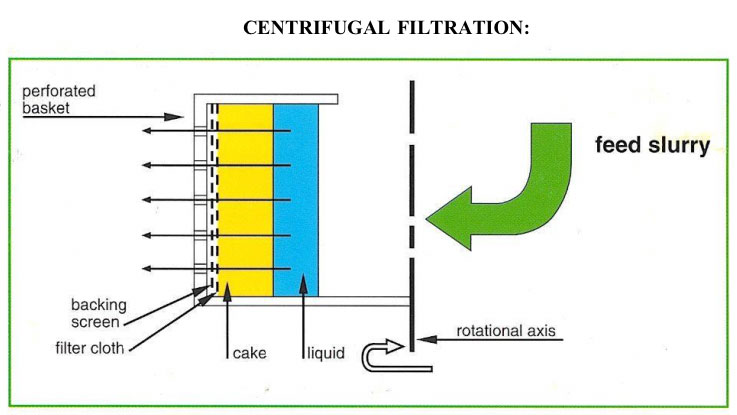 CENTRIFUGAL FILTRATION:
perforated
basket
feed slurry
backing
screen
filter cloth
cake
liquid
rotational axis